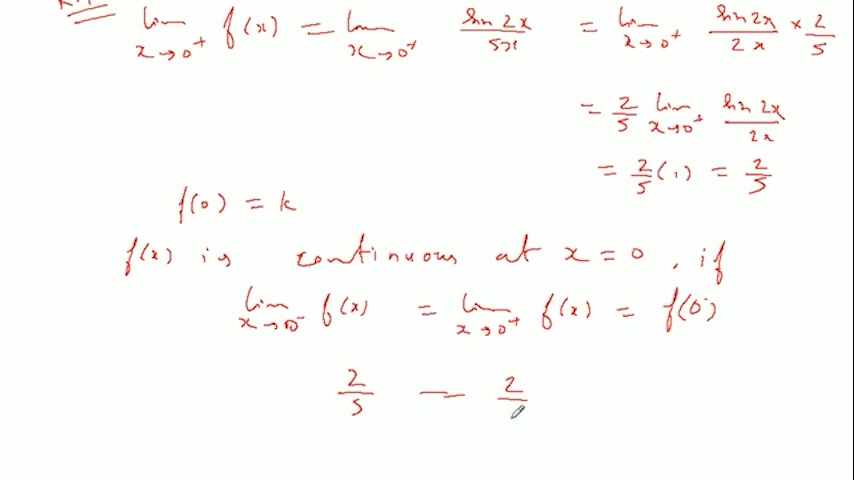 lim x→0⁺ f(x) = lim x→0⁺ sin 2x / 5x = lim x→0⁺ sin 2x / 2x × 2/5
= 2/5 lim x→0⁺ sin 2x / 2x
= 2/5 (1) = 2/5
f(0) = k
f(x) is continuous at x = 0, if
lim x→0⁻ f(x) = lim x→0⁺ f(x) = f(0)
2/5 — 2/